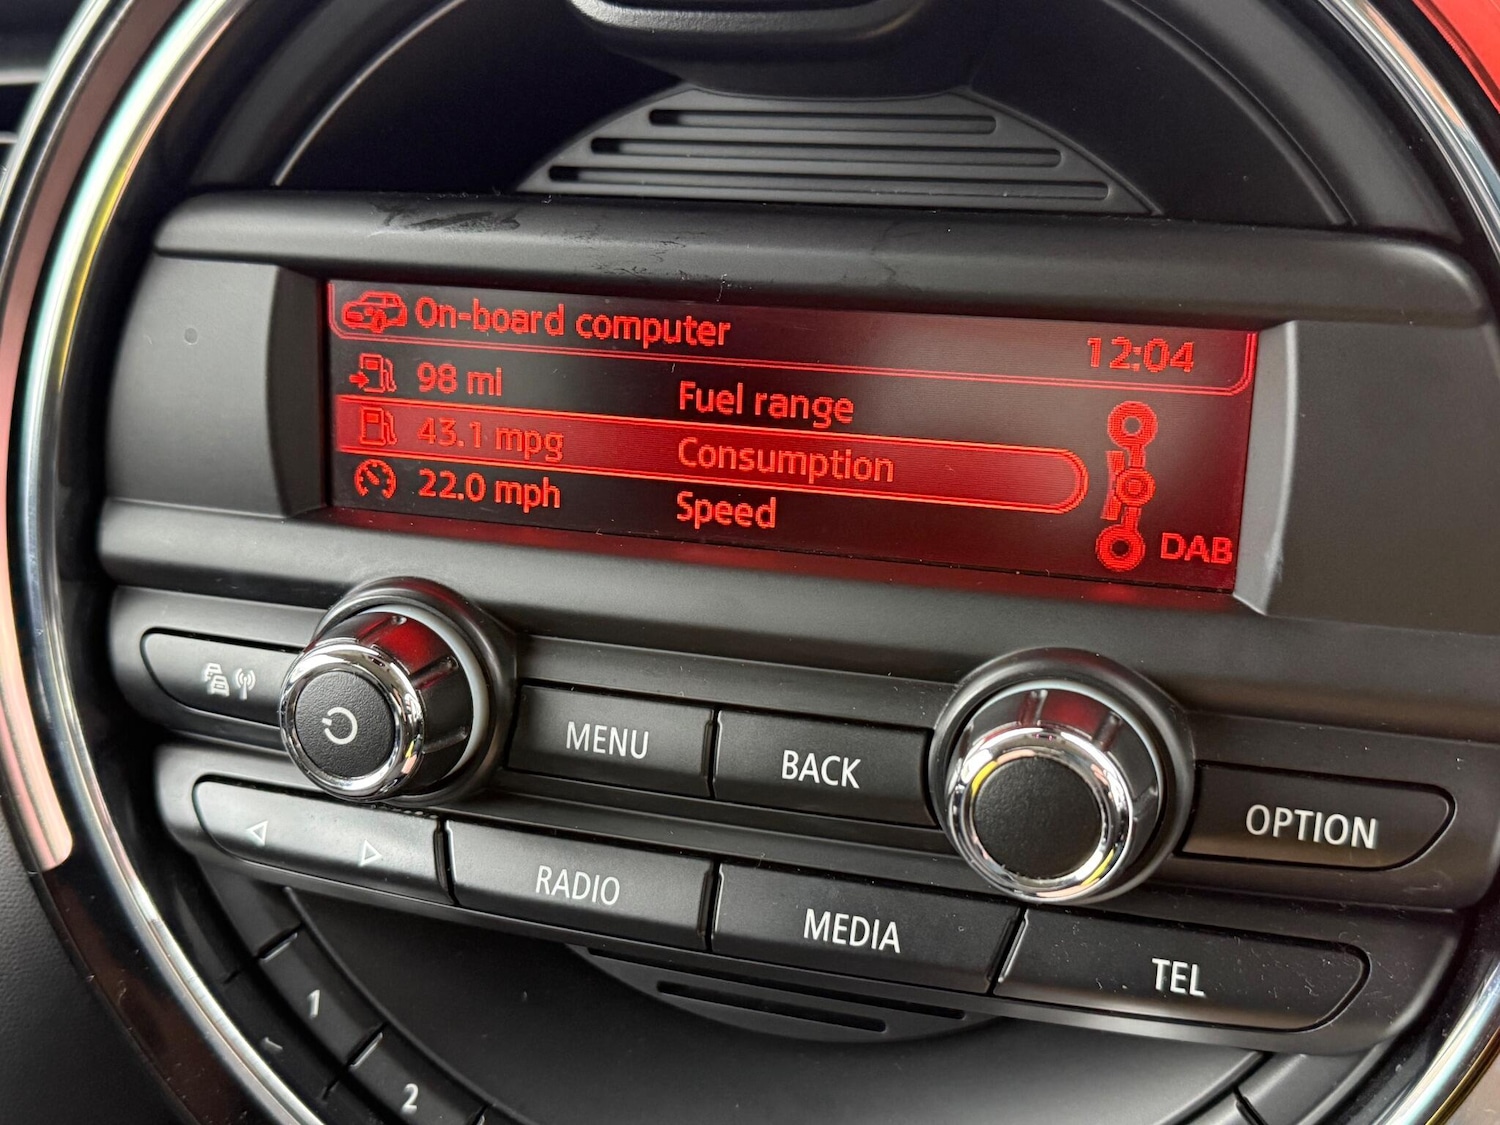 On-board computer 12:04
98 mi Fuel range
43.1 mpg Consumption
22.0 mph Speed
DAB
MENU BACK OPTION
RADIO MEDIA TEL
1
2